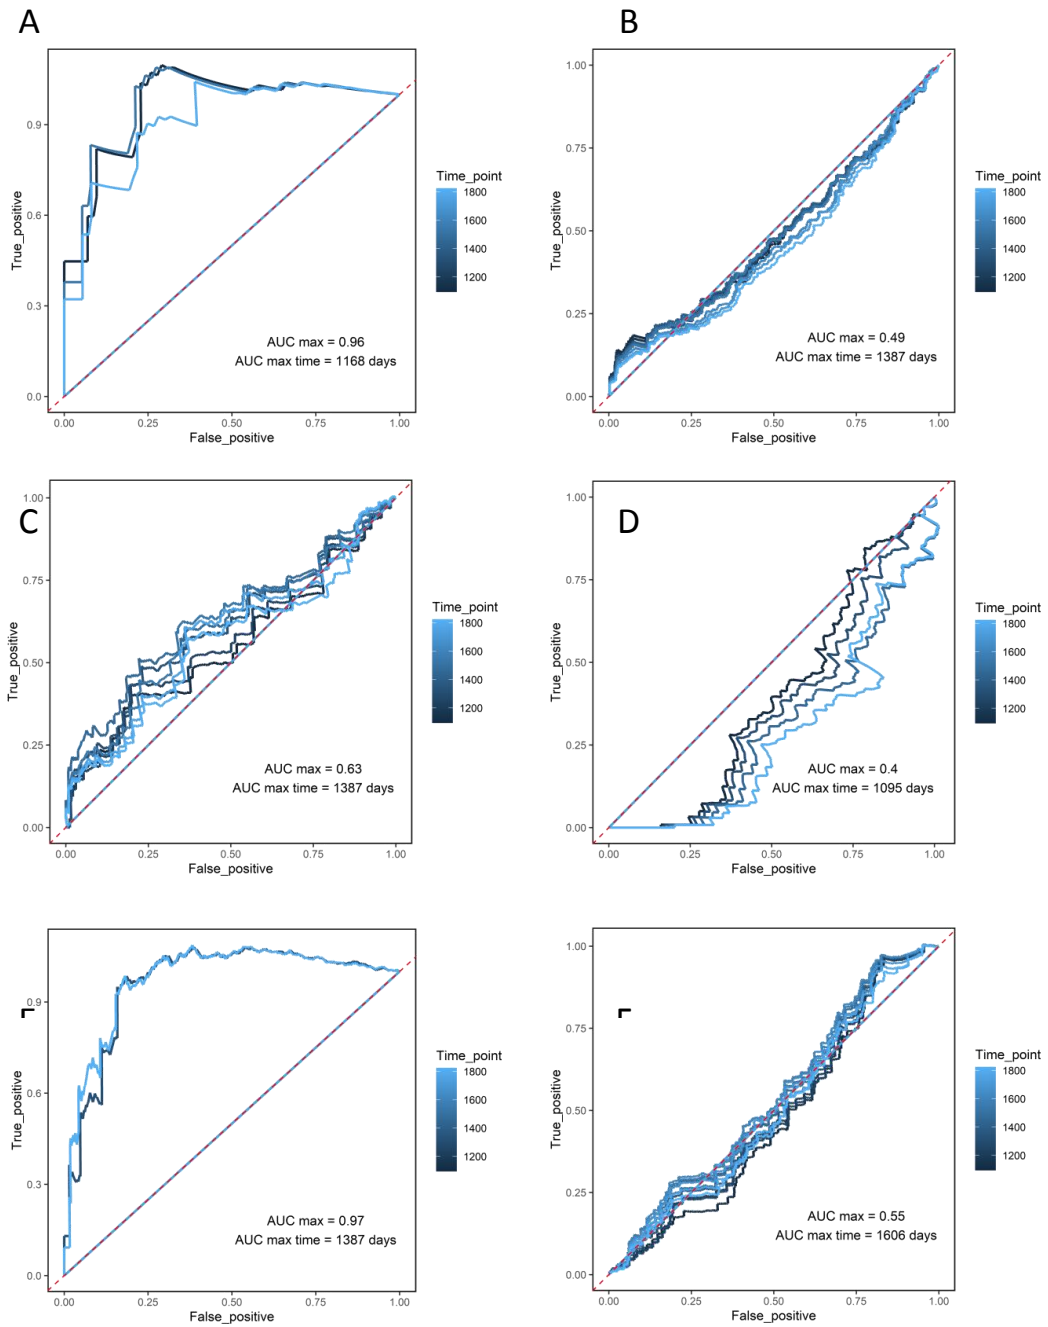 A
True_positive
0.9
0.6
0.3
0.0
0.00 0.25 0.50 0.75 1.00
False_positive
AUC max = 0.96
AUC max time = 1168 days
Time_point
1800
1600
1400
1200
B
True_positive
1.00
0.75
0.50
0.25
0.00
0.00 0.25 0.50 0.75 1.00
False_positive
AUC max = 0.49
AUC max time = 1387 days
Time_point
1800
1600
1400
1200
C
True_positive
1.00
0.75
0.50
0.25
0.00
0.00 0.25 0.50 0.75 1.00
False_positive
AUC max = 0.63
AUC max time = 1387 days
Time_point
1800
1600
1400
1200
D
True_positive
1.00
0.75
0.50
0.25
0.00
0.00 0.25 0.50 0.75 1.00
False_positive
AUC max = 0.4
AUC max time = 1095 days
Time_point
1800
1600
1400
1200
True_positive
0.9
0.6
0.3
0.0
0.00 0.25 0.50 0.75 1.00
False_positive
AUC max = 0.97
AUC max time = 1387 days
Time_point
1800
1600
1400
1200
True_positive
1.00
0.75
0.50
0.25
0.00
0.00 0.25 0.50 0.75 1.00
False_positive
AUC max = 0.55
AUC max time = 1606 days
Time_point
1800
1600
1400
1200